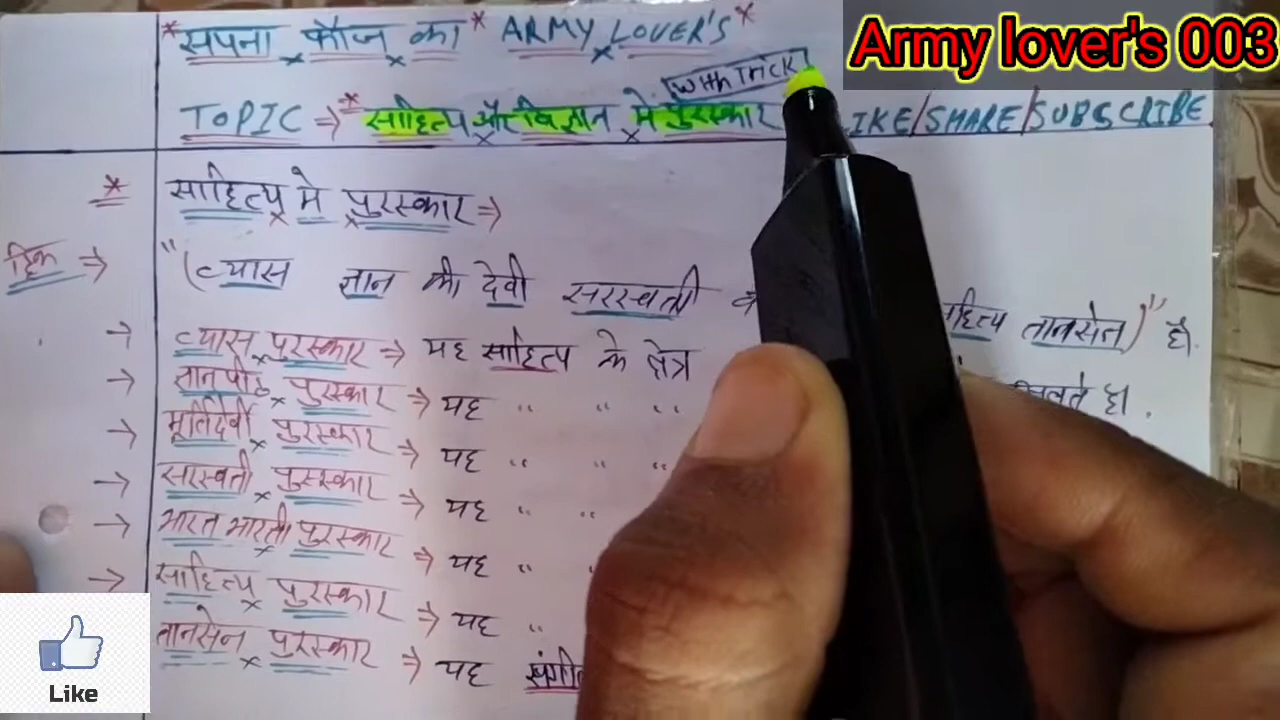 *सपना फौज का* ARMY LOVER'S*
Army lover's 003
With Trick
TOPIC ⇒ *साहित्य और विज्ञान मे पुरस्कार
LIKE/SHARE/SUBSCRIBE
* साहित्य मे पुरस्कार ⇒
ट्रिक ⇒ "(व्यास ज्ञान की देवी सरस्वती तानसेन)"
→ व्यास पुरस्कार ⇒ यह साहित्य के क्षेत्र है।
→ ज्ञानपीठ पुरस्कार ⇒ यह " " "
→ मूर्तिदेवी पुरस्कार ⇒ यह " " "
→ सरस्वती पुरस्कार ⇒ यह " "
→ भारत भारती पुरस्कार ⇒ यह "
→ साहित्य पुरस्कार ⇒ यह "
तानसेन पुरस्कार ⇒ यह
Like